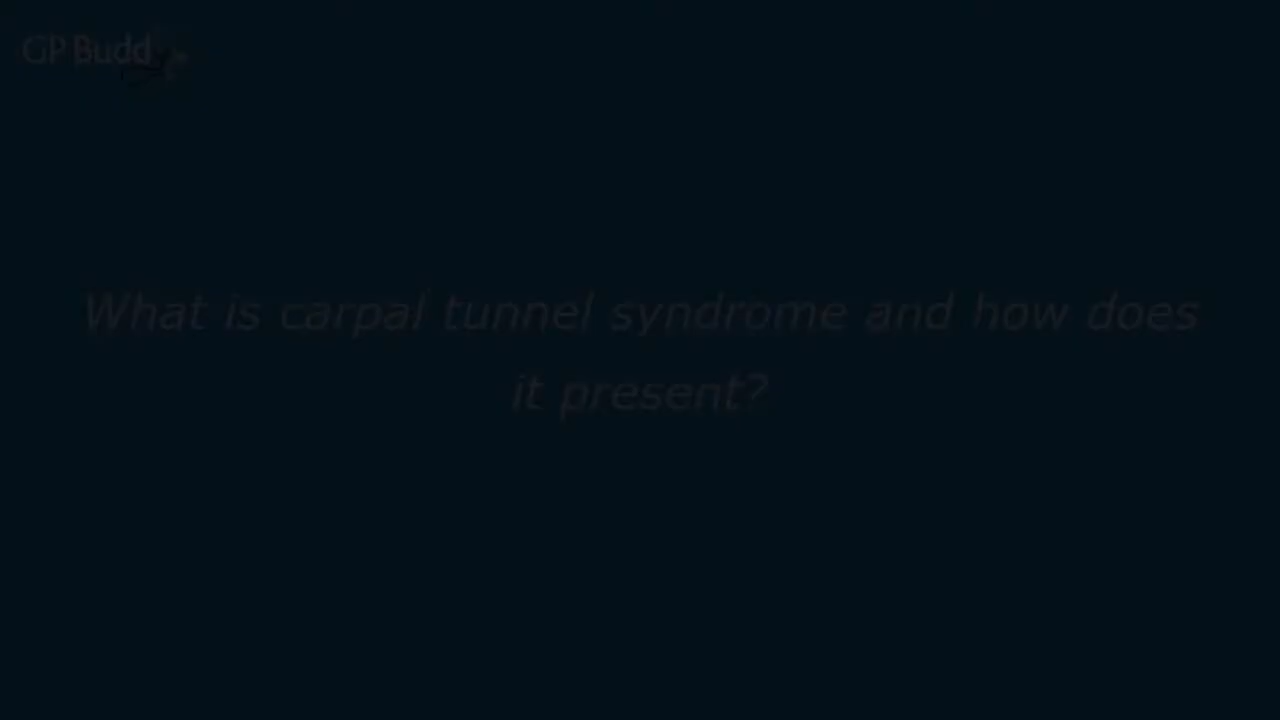 GP Budd
What is carpal tunnel syndrome and how does
it present?